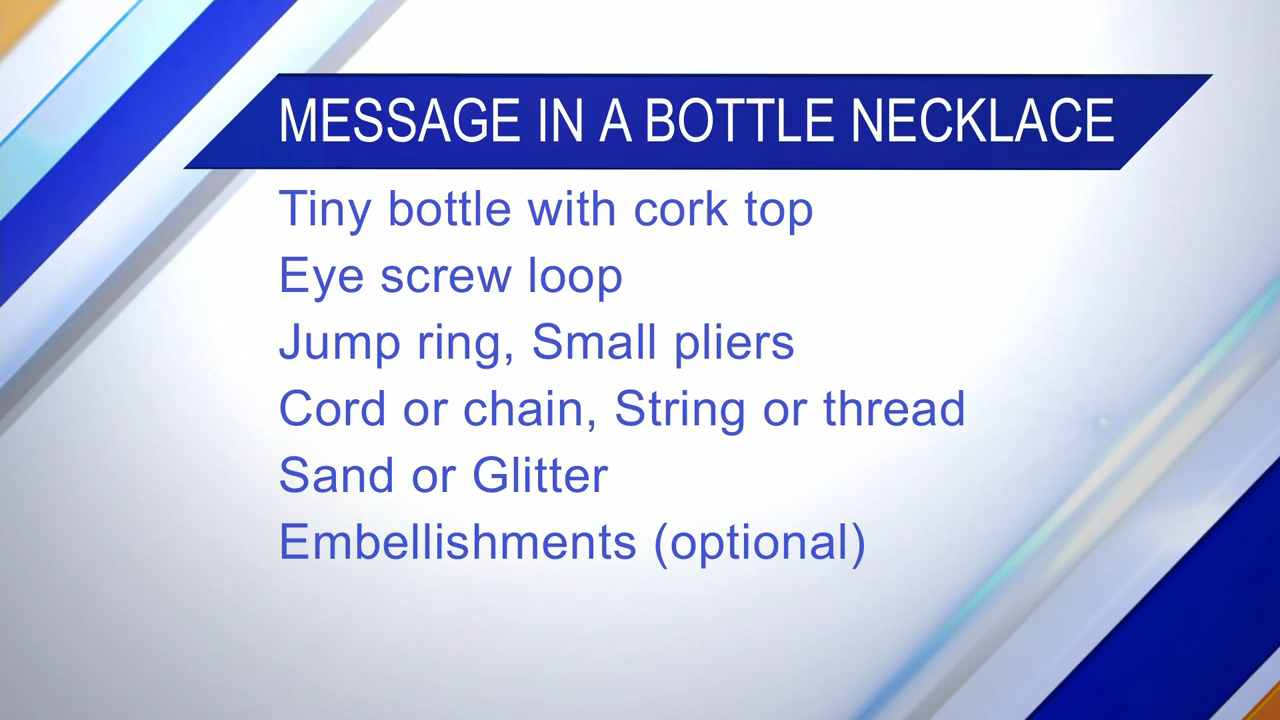 MESSAGE IN A BOTTLE NECKLACE
Tiny bottle with cork top
Eye screw loop
Jump ring, Small pliers
Cord or chain, String or thread
Sand or Glitter
Embellishments (optional)